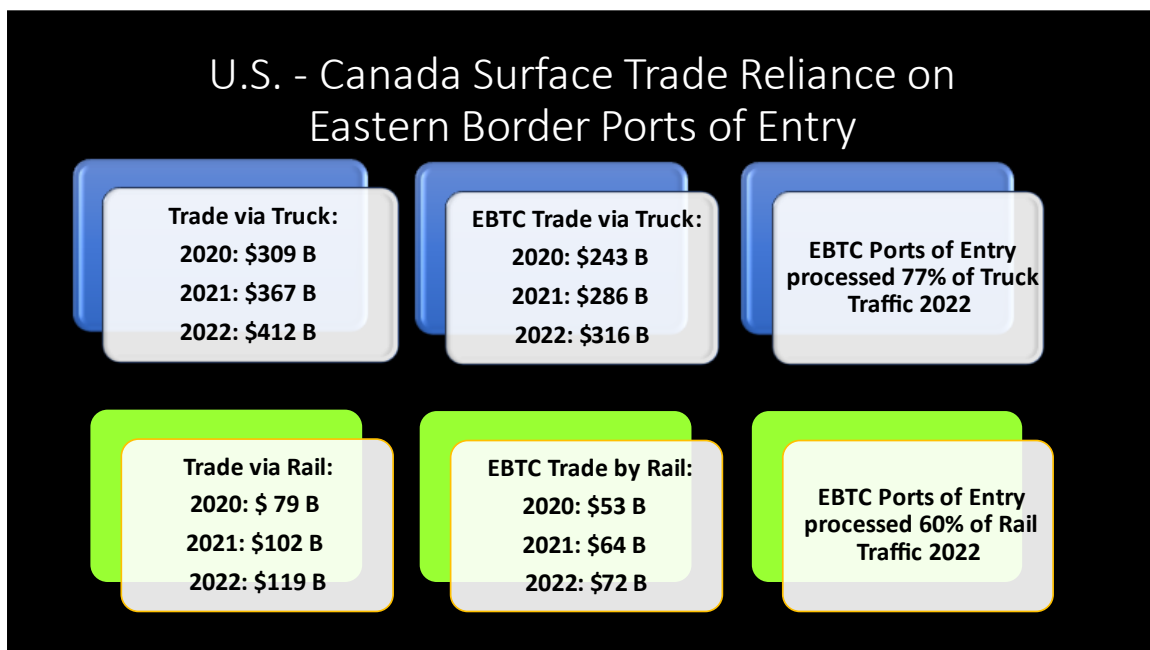 U.S. - Canada Surface Trade Reliance on
Eastern Border Ports of Entry
Trade via Truck:
2020: $309 B
2021: $367 B
2022: $412 B
EBTC Trade via Truck:
2020: $243 B
2021: $286 B
2022: $316 B
EBTC Ports of Entry
processed 77% of Truck
Traffic 2022
Trade via Rail:
2020: $ 79 B
2021: $102 B
2022: $119 B
EBTC Trade by Rail:
2020: $53 B
2021: $64 B
2022: $72 B
EBTC Ports of Entry
processed 60% of Rail
Traffic 2022